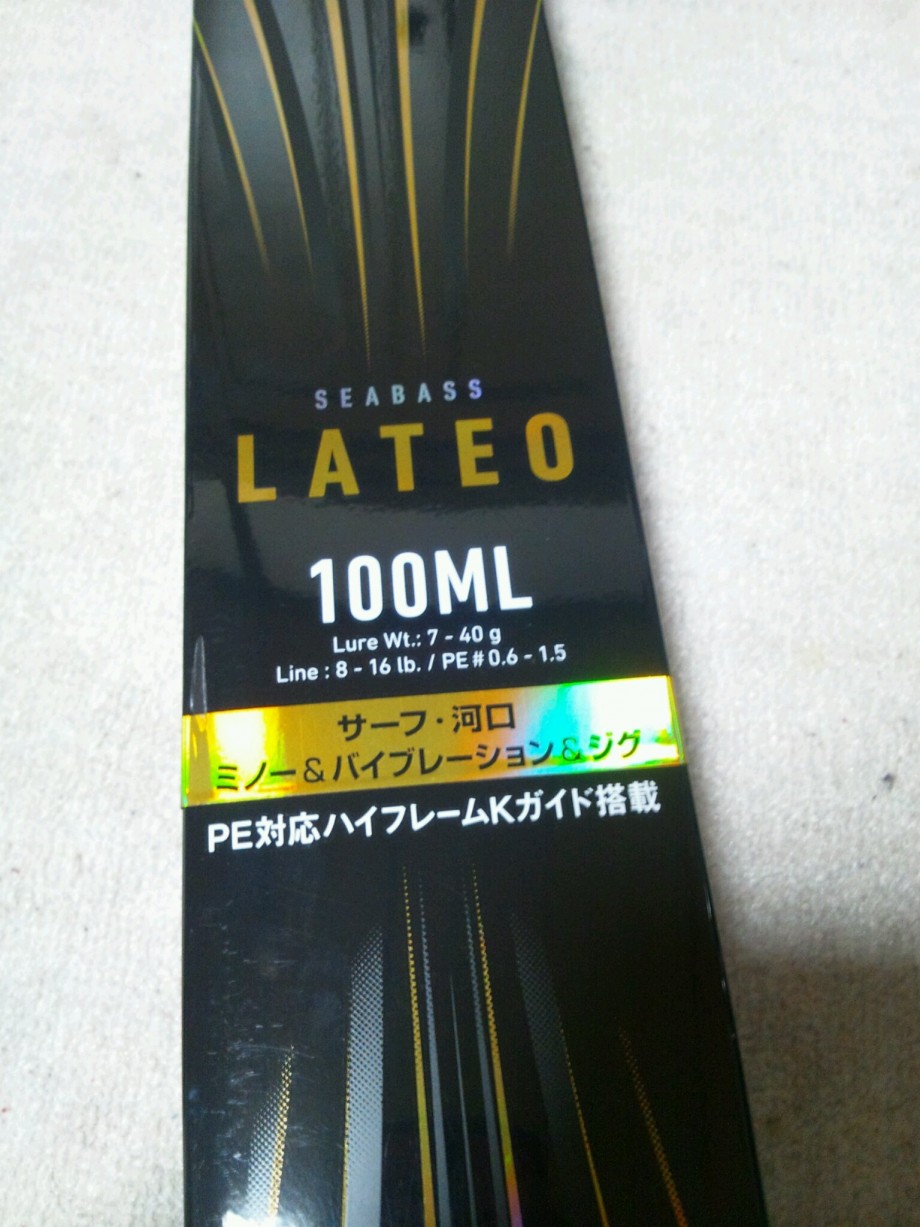 SEABASS
LATEO
100ML
Lure Wt.: 7 - 40 g
Line : 8 - 16 lb. / PE#0.6 - 1.5
サーフ・河口
ミノー&バイブレーション&ジグ
PE対応ハイフレームKガイド搭載